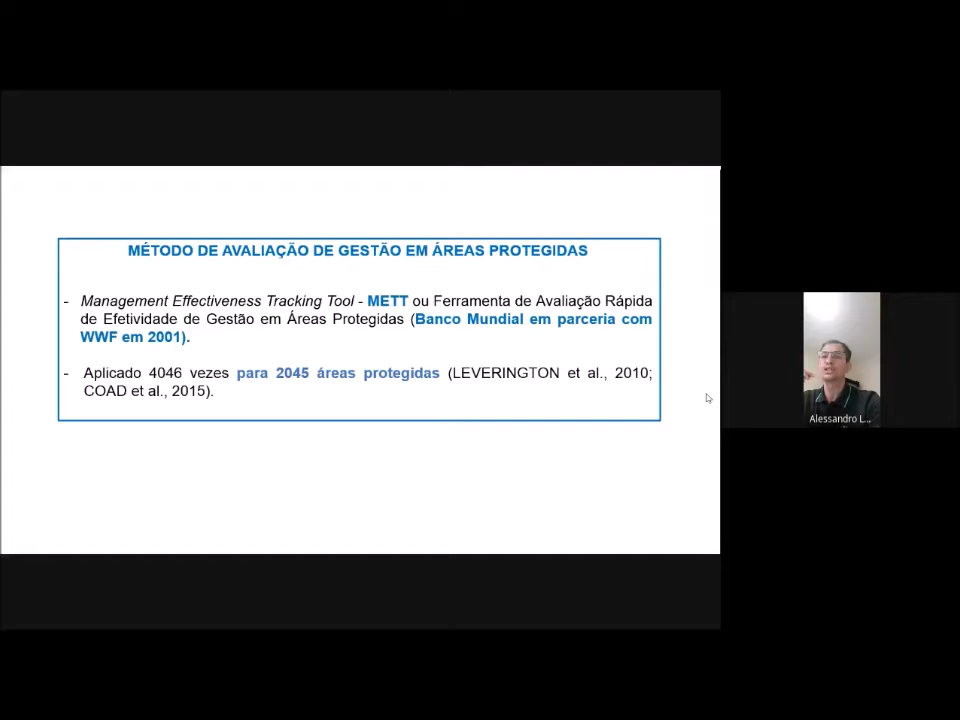 MÉTODO DE AVALIAÇÃO DE GESTÃO EM ÁREAS PROTEGIDAS
- Management Effectiveness Tracking Tool - METT ou Ferramenta de Avaliação Rápida
de Efetividade de Gestão em Áreas Protegidas (Banco Mundial em parceria com
WWF em 2001).
- Aplicado 4046 vezes para 2045 áreas protegidas (LEVERINGTON et al., 2010;
COAD et al., 2015).
Alessandro L...